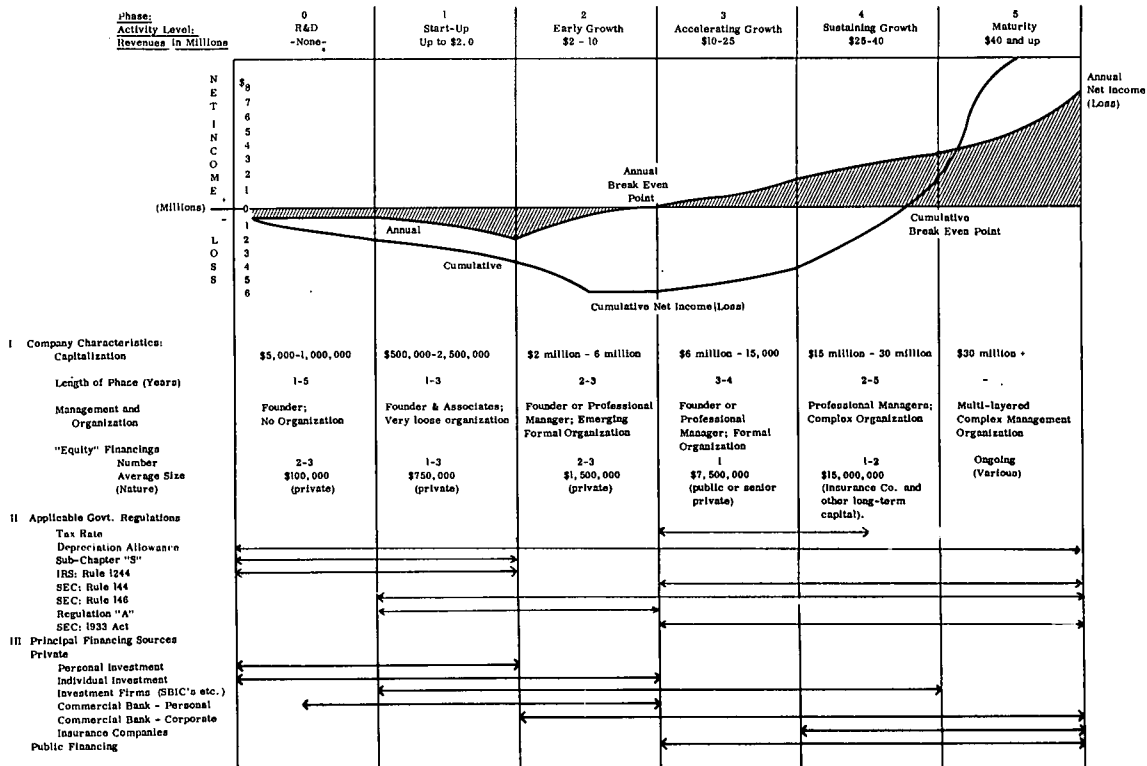 Phase: 0 1 2 3 4 5
Activity Level: R&D Start-Up Early Growth Accelerating Growth Sustaining Growth Maturity
Revenues in Millions -None- Up to $2.0 $2 - 10 $10-25 $25-40 $40 and up
NET INCOME
LOSS
(Millions)
$8
7
6
5
4
3
2
1
0
1
2
3
4
5
6
Annual
Net Income
(Loss)
Annual
Break Even
Point
Annual
Cumulative
Cumulative
Break Even Point
Cumulative Net Income(Loss)
I Company Characteristics:
Capitalization $5,000-1,000,000 $500,000-2,500,000 $2 million - 6 million $6 million - 15,000 $15 million - 30 million $30 million +
Length of Phase (Years) 1-5 1-3 2-3 3-4 2-5 -
Management and Founder; Founder & Associates; Founder or Professional Founder or Professional Managers; Multi-layered
Organization No Organization Very loose organization Manager; Emerging Professional Complex Organization Complex Management
Formal Organization Manager; Formal Organization
Organization
"Equity" Financings
Number 2-3 1-3 2-3 1 1-2 Ongoing
Average Size $100,000 $750,000 $1,500,000 $7,500,000 $15,000,000 (Various)
(Nature) (private) (private) (private) (public or senior (Insurance Co. and
private) other long-term
capital).
II Applicable Govt. Regulations
Tax Rate
Depreciation Allowance
Sub-Chapter "S"
IRS: Rule 1244
SEC: Rule 144
SEC: Rule 146
Regulation "A"
SEC: 1933 Act
III Principal Financing Sources
Private
Personal Investment
Individual Investment
Investment Firms (SBIC's etc.)
Commercial Bank - Personal
Commercial Bank - Corporate
Insurance Companies
Public Financing